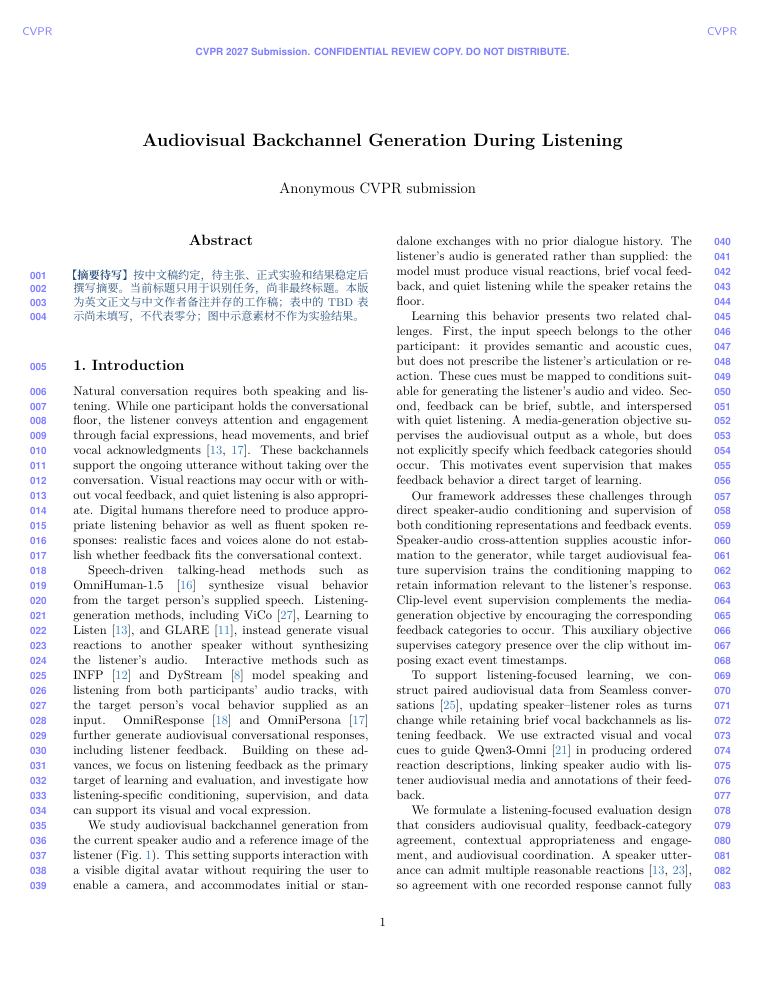 CVPR
CVPR
CVPR 2027 Submission. CONFIDENTIAL REVIEW COPY. DO NOT DISTRIBUTE.
Audiovisual Backchannel Generation During Listening
Anonymous CVPR submission
Abstract
001 【摘要待写】按中文稿约定，待主张、正式实验和结果稳定后
002 撰写摘要。当前标题只用于识别任务，尚非最终标题。本版
003 为英文正文与中文作者备注并存的工作稿；表中的 TBD 表
004 示尚未填写，不代表零分；图中示意素材不作为实验结果。
005 1. Introduction
006 Natural conversation requires both speaking and lis-
007 tening. While one participant holds the conversational
008 floor, the listener conveys attention and engagement
009 through facial expressions, head movements, and brief
010 vocal acknowledgments [13, 17]. These backchannels
011 support the ongoing utterance without taking over the
012 conversation. Visual reactions may occur with or with-
013 out vocal feedback, and quiet listening is also appropri-
014 ate. Digital humans therefore need to produce appro-
015 priate listening behavior as well as fluent spoken re-
016 sponses: realistic faces and voices alone do not estab-
017 lish whether feedback fits the conversational context.
018 Speech-driven talking-head methods such as
019 OmniHuman-1.5 [16] synthesize visual behavior
020 from the target person's supplied speech. Listening-
021 generation methods, including ViCo [27], Learning to
022 Listen [13], and GLARE [11], instead generate visual
023 reactions to another speaker without synthesizing
024 the listener's audio. Interactive methods such as
025 INFP [12] and DyStream [8] model speaking and
026 listening from both participants' audio tracks, with
027 the target person's vocal behavior supplied as an
028 input. OmniResponse [18] and OmniPersona [17]
029 further generate audiovisual conversational responses,
030 including listener feedback. Building on these ad-
031 vances, we focus on listening feedback as the primary
032 target of learning and evaluation, and investigate how
033 listening-specific conditioning, supervision, and data
034 can support its visual and vocal expression.
035 We study audiovisual backchannel generation from
036 the current speaker audio and a reference image of the
037 listener (Fig. 1). This setting supports interaction with
038 a visible digital avatar without requiring the user to
039 enable a camera, and accommodates initial or stan-
dalone exchanges with no prior dialogue history. The 040
listener's audio is generated rather than supplied: the 041
model must produce visual reactions, brief vocal feed- 042
back, and quiet listening while the speaker retains the 043
floor. 044
Learning this behavior presents two related chal- 045
lenges. First, the input speech belongs to the other 046
participant: it provides semantic and acoustic cues, 047
but does not prescribe the listener's articulation or re- 048
action. These cues must be mapped to conditions suit- 049
able for generating the listener's audio and video. Sec- 050
ond, feedback can be brief, subtle, and interspersed 051
with quiet listening. A media-generation objective su- 052
pervises the audiovisual output as a whole, but does 053
not explicitly specify which feedback categories should 054
occur. This motivates event supervision that makes 055
feedback behavior a direct target of learning. 056
Our framework addresses these challenges through 057
direct speaker-audio conditioning and supervision of 058
both conditioning representations and feedback events. 059
Speaker-audio cross-attention supplies acoustic infor- 060
mation to the generator, while target audiovisual fea- 061
ture supervision trains the conditioning mapping to 062
retain information relevant to the listener's response. 063
Clip-level event supervision complements the media- 064
generation objective by encouraging the corresponding 065
feedback categories to occur. This auxiliary objective 066
supervises category presence over the clip without im- 067
posing exact event timestamps. 068
To support listening-focused learning, we con- 069
struct paired audiovisual data from Seamless conver- 070
sations [25], updating speaker–listener roles as turns 071
change while retaining brief vocal backchannels as lis- 072
tening feedback. We use extracted visual and vocal 073
cues to guide Qwen3-Omni [21] in producing ordered 074
reaction descriptions, linking speaker audio with lis- 075
tener audiovisual media and annotations of their feed- 076
back. 077
We formulate a listening-focused evaluation design 078
that considers audiovisual quality, feedback-category 079
agreement, contextual appropriateness and engage- 080
ment, and audiovisual coordination. A speaker utter- 081
ance can admit multiple reasonable reactions [13, 23], 082
so agreement with one recorded response cannot fully 083
1